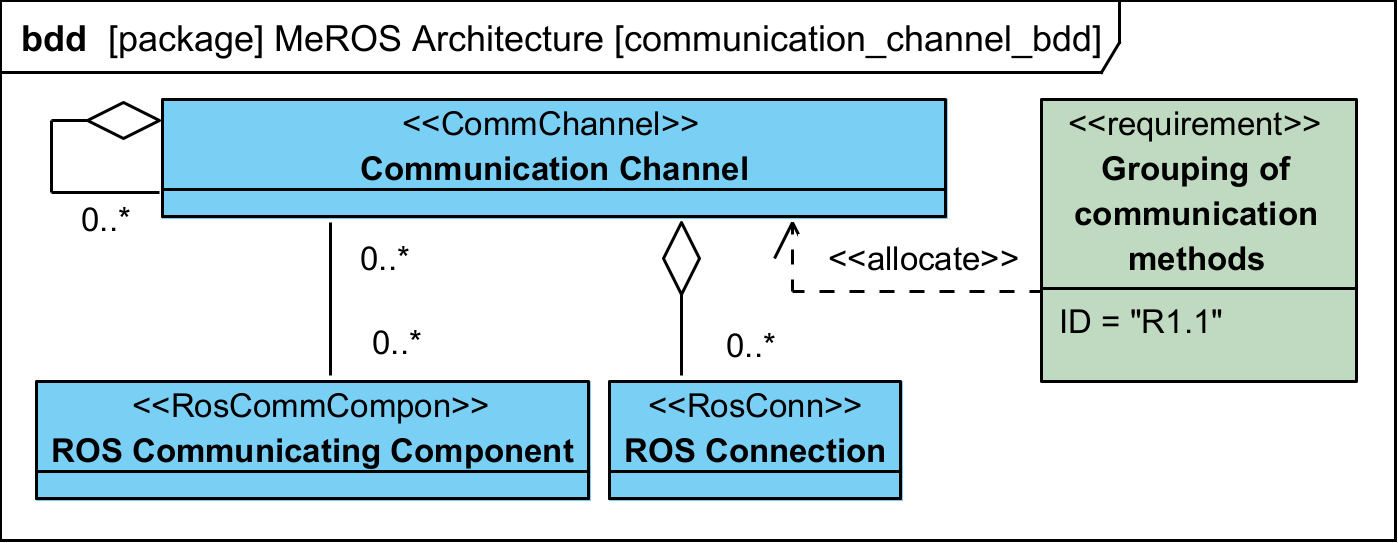 bdd [package] MeROS Architecture [communication_channel_bdd]
<<CommChannel>>
Communication Channel
0..*
<<requirement>>
Grouping of
communication
methods
ID = "R1.1"
0..*
<<allocate>>
0..*
0..*
<<RosCommCompon>>
ROS Communicating Component
<<RosConn>>
ROS Connection